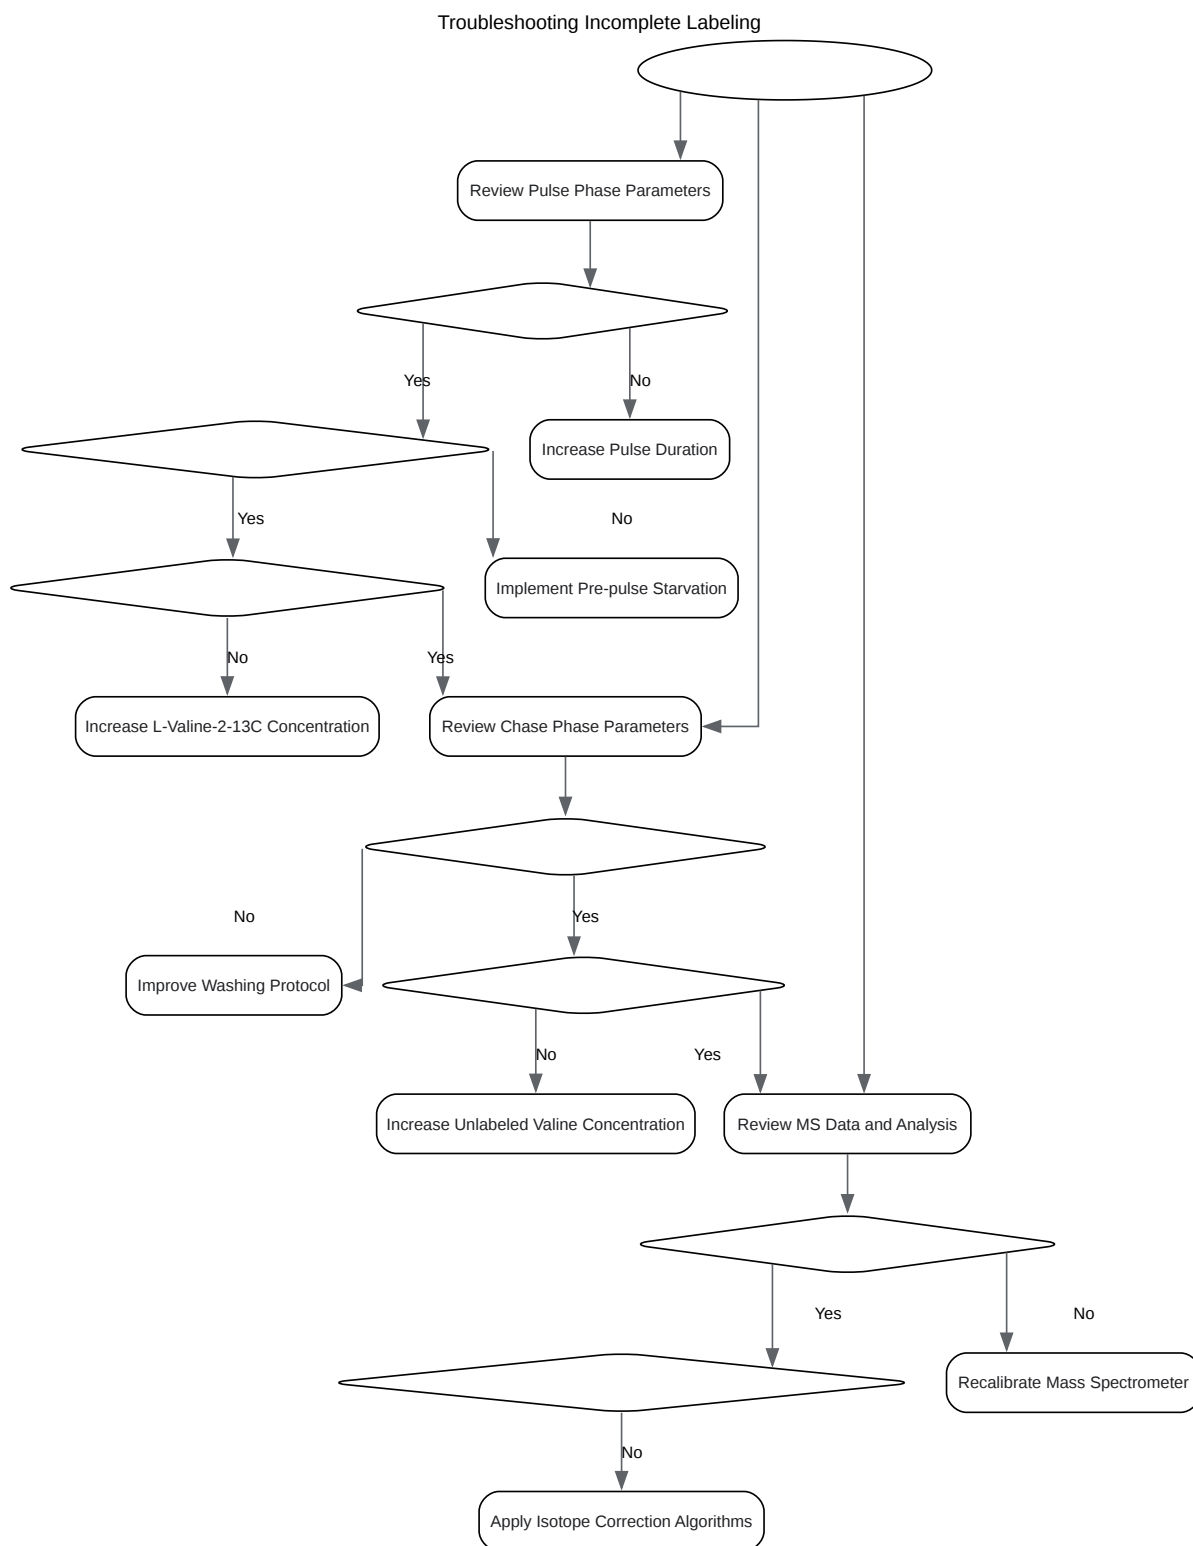 Troubleshooting Incomplete Labeling
Review Pulse Phase Parameters
Yes
No
Increase Pulse Duration
Yes
No
Implement Pre-pulse Starvation
No
Yes
Increase L-Valine-2-13C Concentration
Review Chase Phase Parameters
No
Yes
Improve Washing Protocol
No
Yes
Increase Unlabeled Valine Concentration
Review MS Data and Analysis
Yes
No
Recalibrate Mass Spectrometer
No
Apply Isotope Correction Algorithms